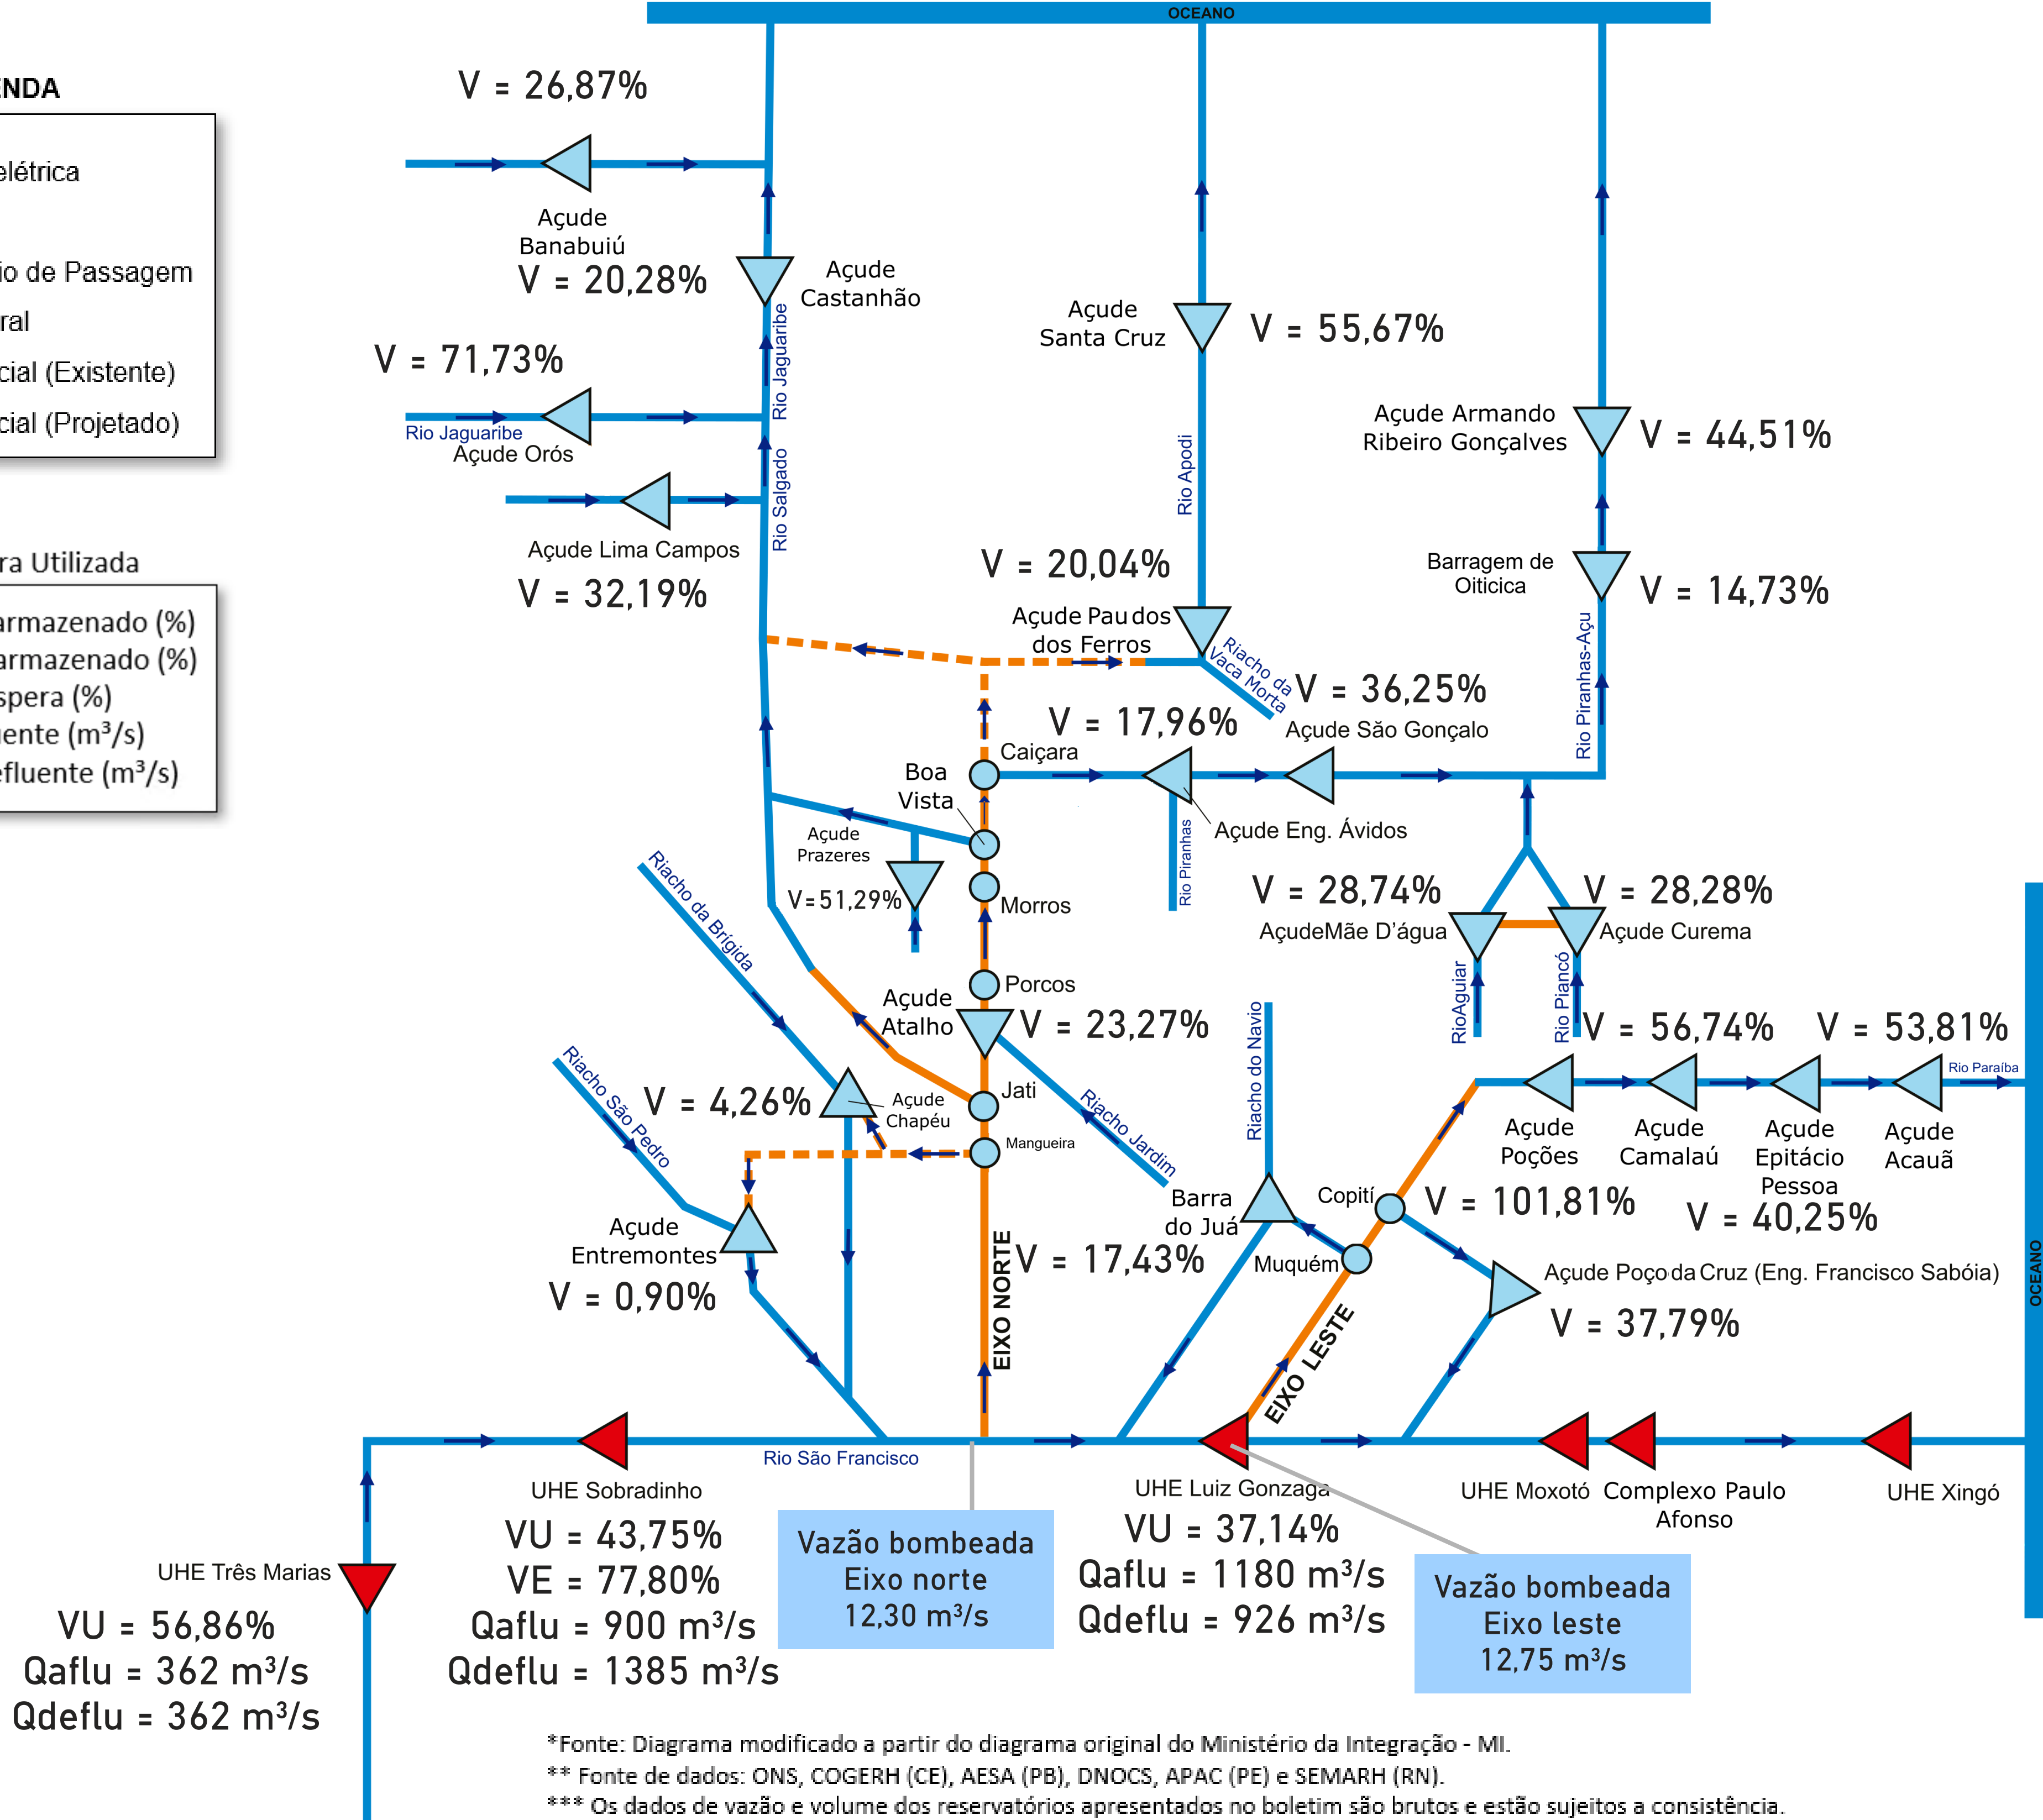 OCEANO
V = 26,87%
Açude
Banabuiú
V = 20,28%
Açude
Castanhão
Rio Jaguaribe
V = 71,73%
Rio Jaguaribe
Açude Orós
Rio Salgado
Açude Lima Campos
V = 32,19%
Açude
Santa Cruz
V = 55,67%
Rio Apodi
Açude Armando
Ribeiro Gonçalves
V = 44,51%
V = 20,04%
Açude Pau dos
dos Ferros
Riacho da
Vaca Morta
Barragem de
Oiticica
V = 14,73%
Rio Piranhas-Açu
V = 36,25%
Açude São Gonçalo
V = 17,96%
Caiçara
Boa
Vista
Açude Eng. Ávidos
Rio Piranhas
Açude
Prazeres
V= 51,29%
Morros
Riacho da Brígida
V = 28,74%
AçudeMãe D'água
V = 28,28%
Açude Curema
RioAguiar
Rio Piancó
Porcos
Açude
Atalho
V = 23,27%
Riacho do Navio
V = 56,74%
V = 53,81%
Rio Paraíba
Riacho São Pedro
V = 4,26%
Açude
Chapéu
Jati
Mangueira
Riacho Jardim
Açude
Poções
Açude
Camalaú
Açude
Epitácio
Pessoa
Açude
Acauã
Barra
do Juá
Copití
V = 101,81%
V = 40,25%
Açude
Entremontes
V = 0,90%
EIXO NORTE
V = 17,43%
Muquém
Açude Poço da Cruz (Eng. Francisco Sabóia)
V = 37,79%
OCEANO
EIXO LESTE
Rio São Francisco
UHE Sobradinho
VU = 43,75%
VE = 77,80%
Qaflu = 900 m³/s
Qdeflu = 1385 m³/s
Vazão bombeada
Eixo norte
12,30 m³/s
UHE Luiz Gonzaga
VU = 37,14%
Qaflu = 1180 m³/s
Qdeflu = 926 m³/s
Vazão bombeada
Eixo leste
12,75 m³/s
UHE Moxotó
Complexo Paulo
Afonso
UHE Xingó
UHE Três Marias
VU = 56,86%
Qaflu = 362 m³/s
Qdeflu = 362 m³/s
ENDA
elétrica
io de Passagem
ral
cial (Existente)
cial (Projetado)
ra Utilizada
armazenado (%)
armazenado (%)
spera (%)
uente (m³/s)
efluente (m³/s)
*Fonte: Diagrama modificado a partir do diagrama original do Ministério da Integração - MI.
** Fonte de dados: ONS, COGERH (CE), AESA (PB), DNOCS, APAC (PE) e SEMARH (RN).
*** Os dados de vazão e volume dos reservatórios apresentados no boletim são brutos e estão sujeitos a consistência.